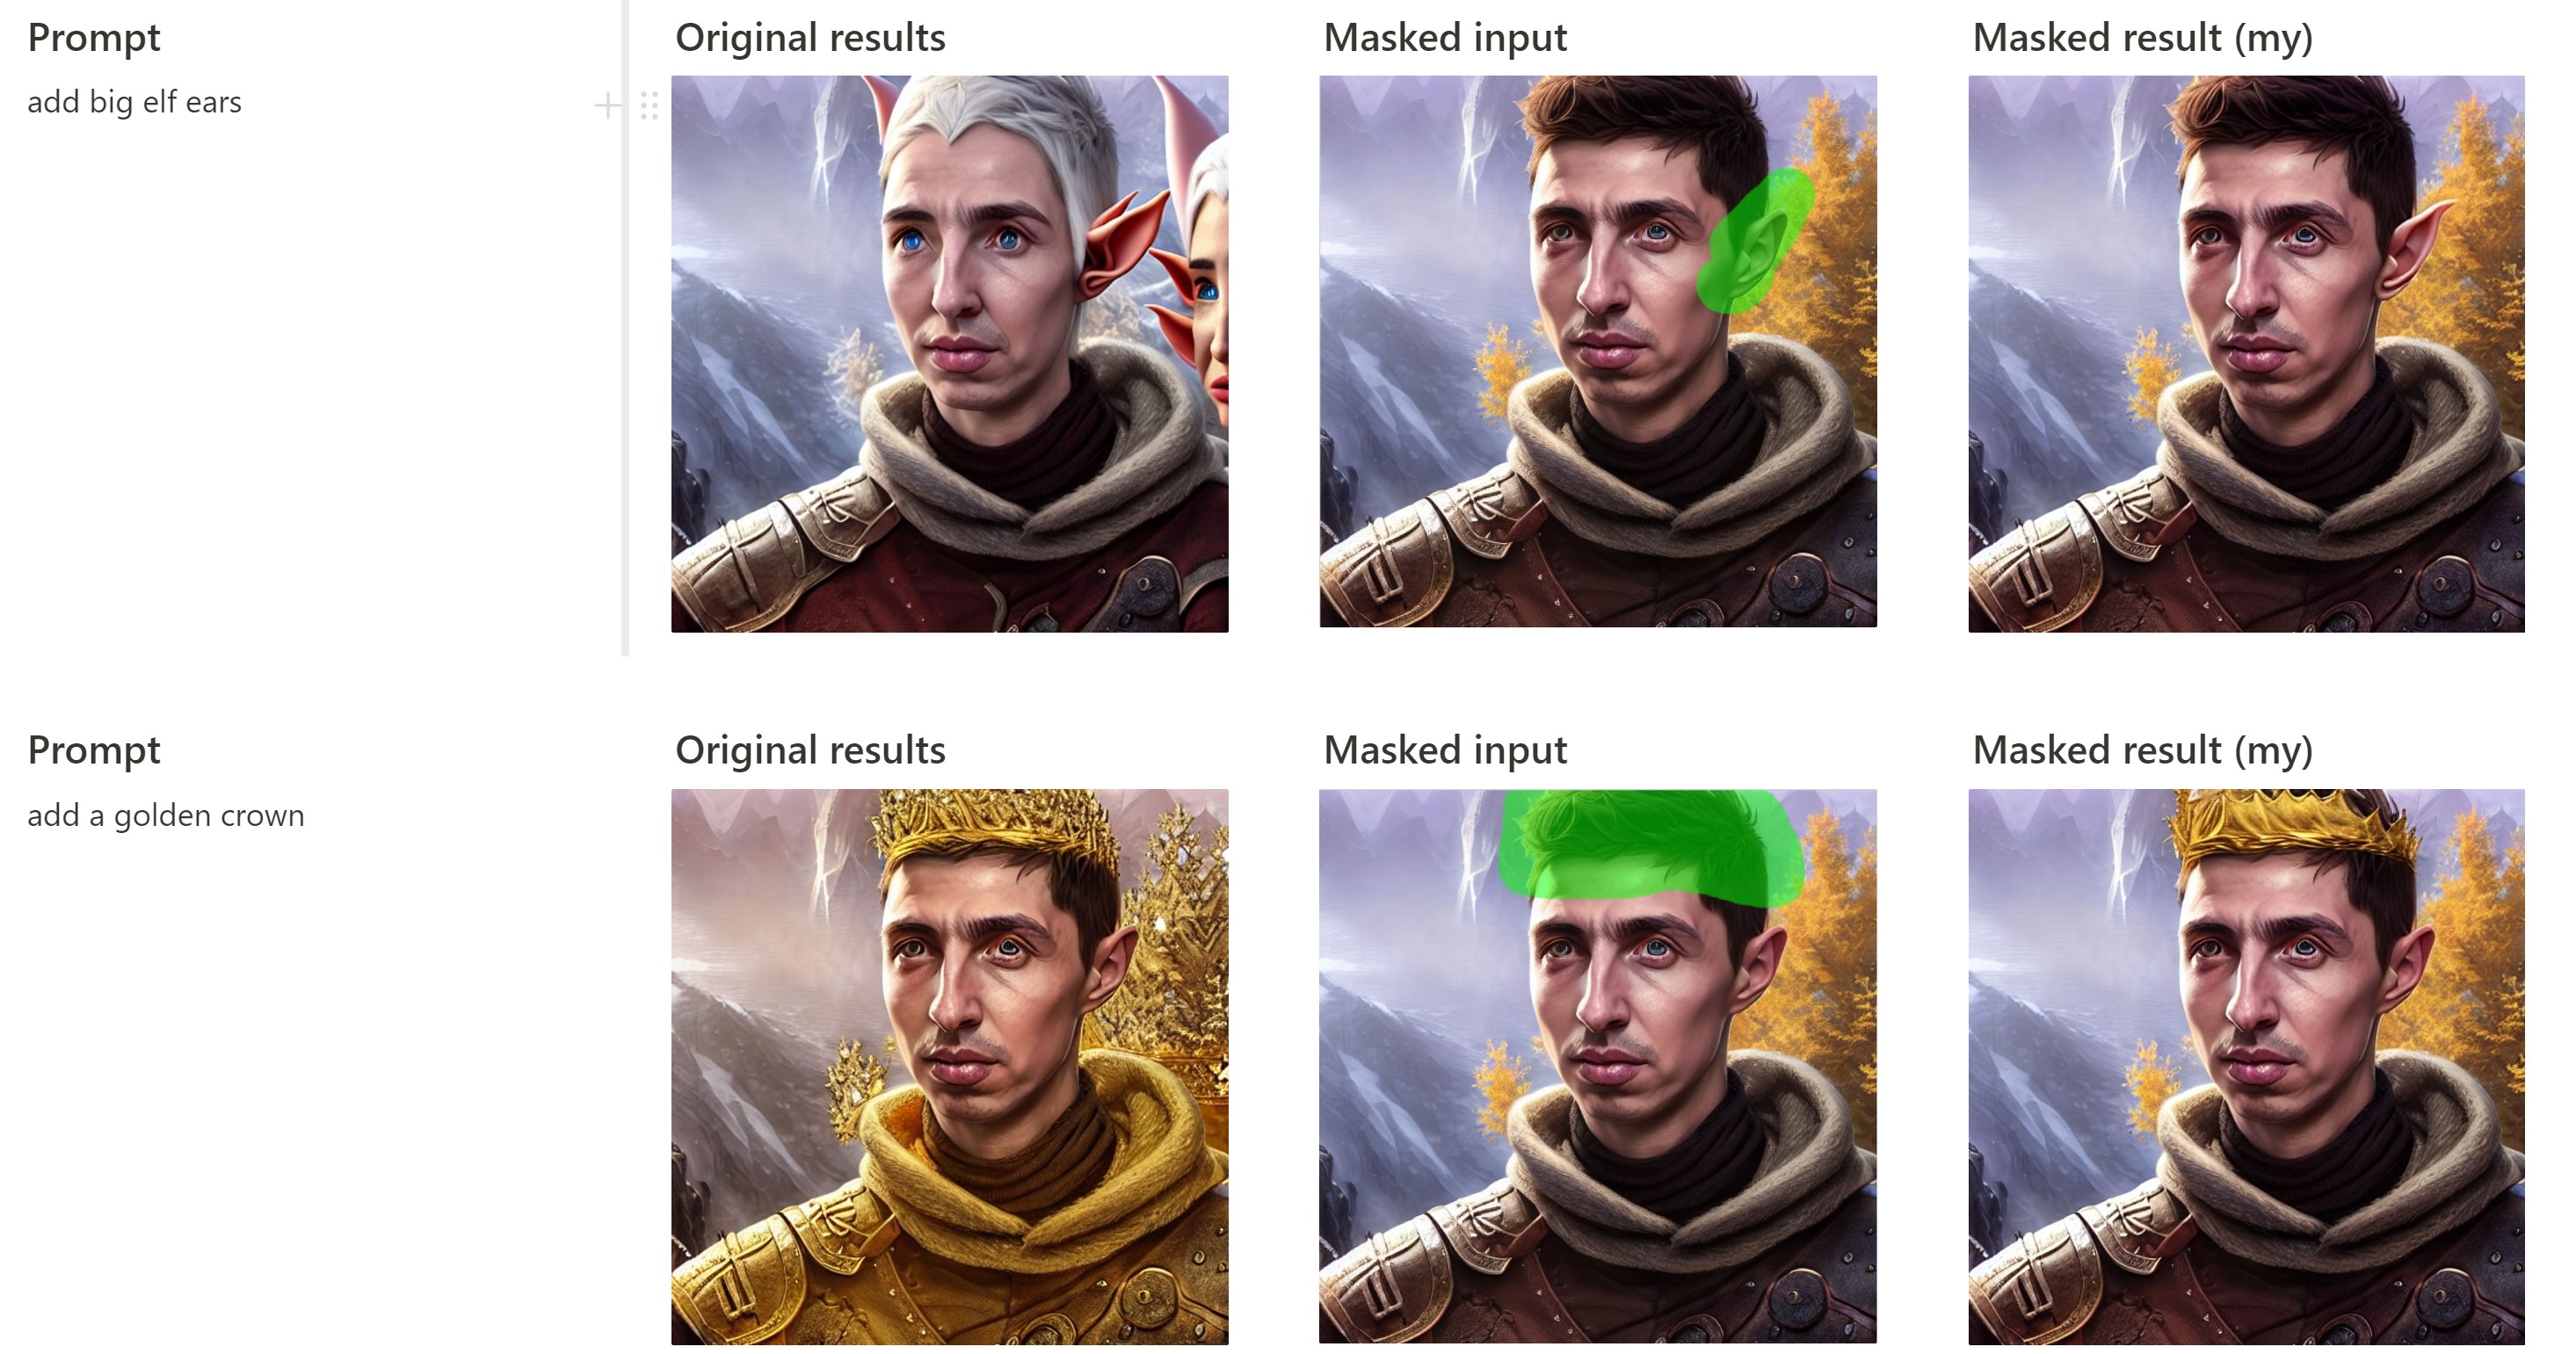 Prompt
Original results
Masked input
Masked result (my)
add big elf ears
Prompt
Original results
Masked input
Masked result (my)
add a golden crown